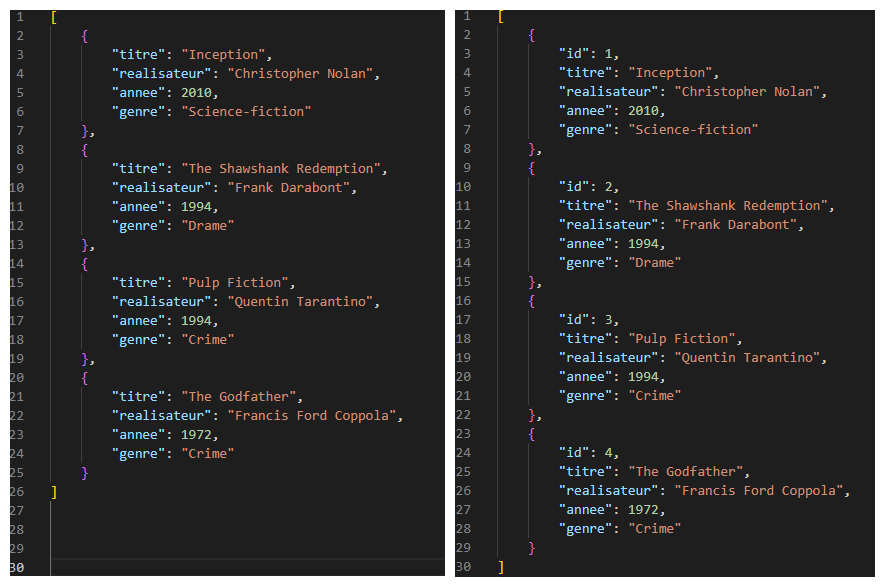 1 [
2 {
3 "titre": "Inception",
4 "realisateur": "Christopher Nolan",
5 "annee": 2010,
6 "genre": "Science-fiction"
7 },
8 {
9 "titre": "The Shawshank Redemption",
10 "realisateur": "Frank Darabont",
11 "annee": 1994,
12 "genre": "Drame"
13 },
14 {
15 "titre": "Pulp Fiction",
16 "realisateur": "Quentin Tarantino",
17 "annee": 1994,
18 "genre": "Crime"
19 },
20 {
21 "titre": "The Godfather",
22 "realisateur": "Francis Ford Coppola",
23 "annee": 1972,
24 "genre": "Crime"
25 }
26 ]
27
28
29
30
1 [
2 {
3 "id": 1,
4 "titre": "Inception",
5 "realisateur": "Christopher Nolan",
6 "annee": 2010,
7 "genre": "Science-fiction"
8 },
9 {
10 "id": 2,
11 "titre": "The Shawshank Redemption",
12 "realisateur": "Frank Darabont",
13 "annee": 1994,
14 "genre": "Drame"
15 },
16 {
17 "id": 3,
18 "titre": "Pulp Fiction",
19 "realisateur": "Quentin Tarantino",
20 "annee": 1994,
21 "genre": "Crime"
22 },
23 {
24 "id": 4,
25 "titre": "The Godfather",
26 "realisateur": "Francis Ford Coppola",
27 "annee": 1972,
28 "genre": "Crime"
29 }
30 ]